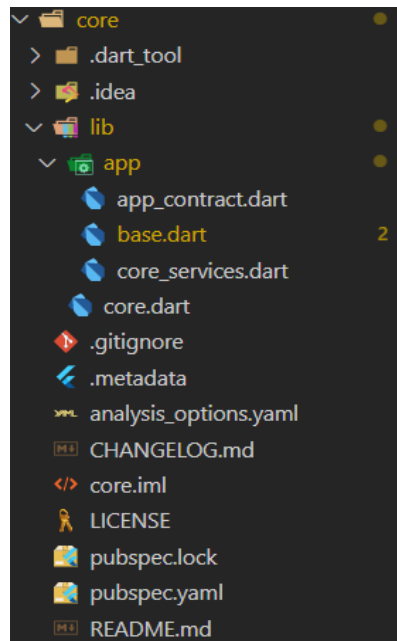 core
.dart_tool
.idea
lib
app
app_contract.dart
base.dart 2
core_services.dart
core.dart
.gitignore
.metadata
YML analysis_options.yaml
M↓ CHANGELOG.md
core.iml
LICENSE
pubspec.lock
pubspec.yaml
M↓ README.md